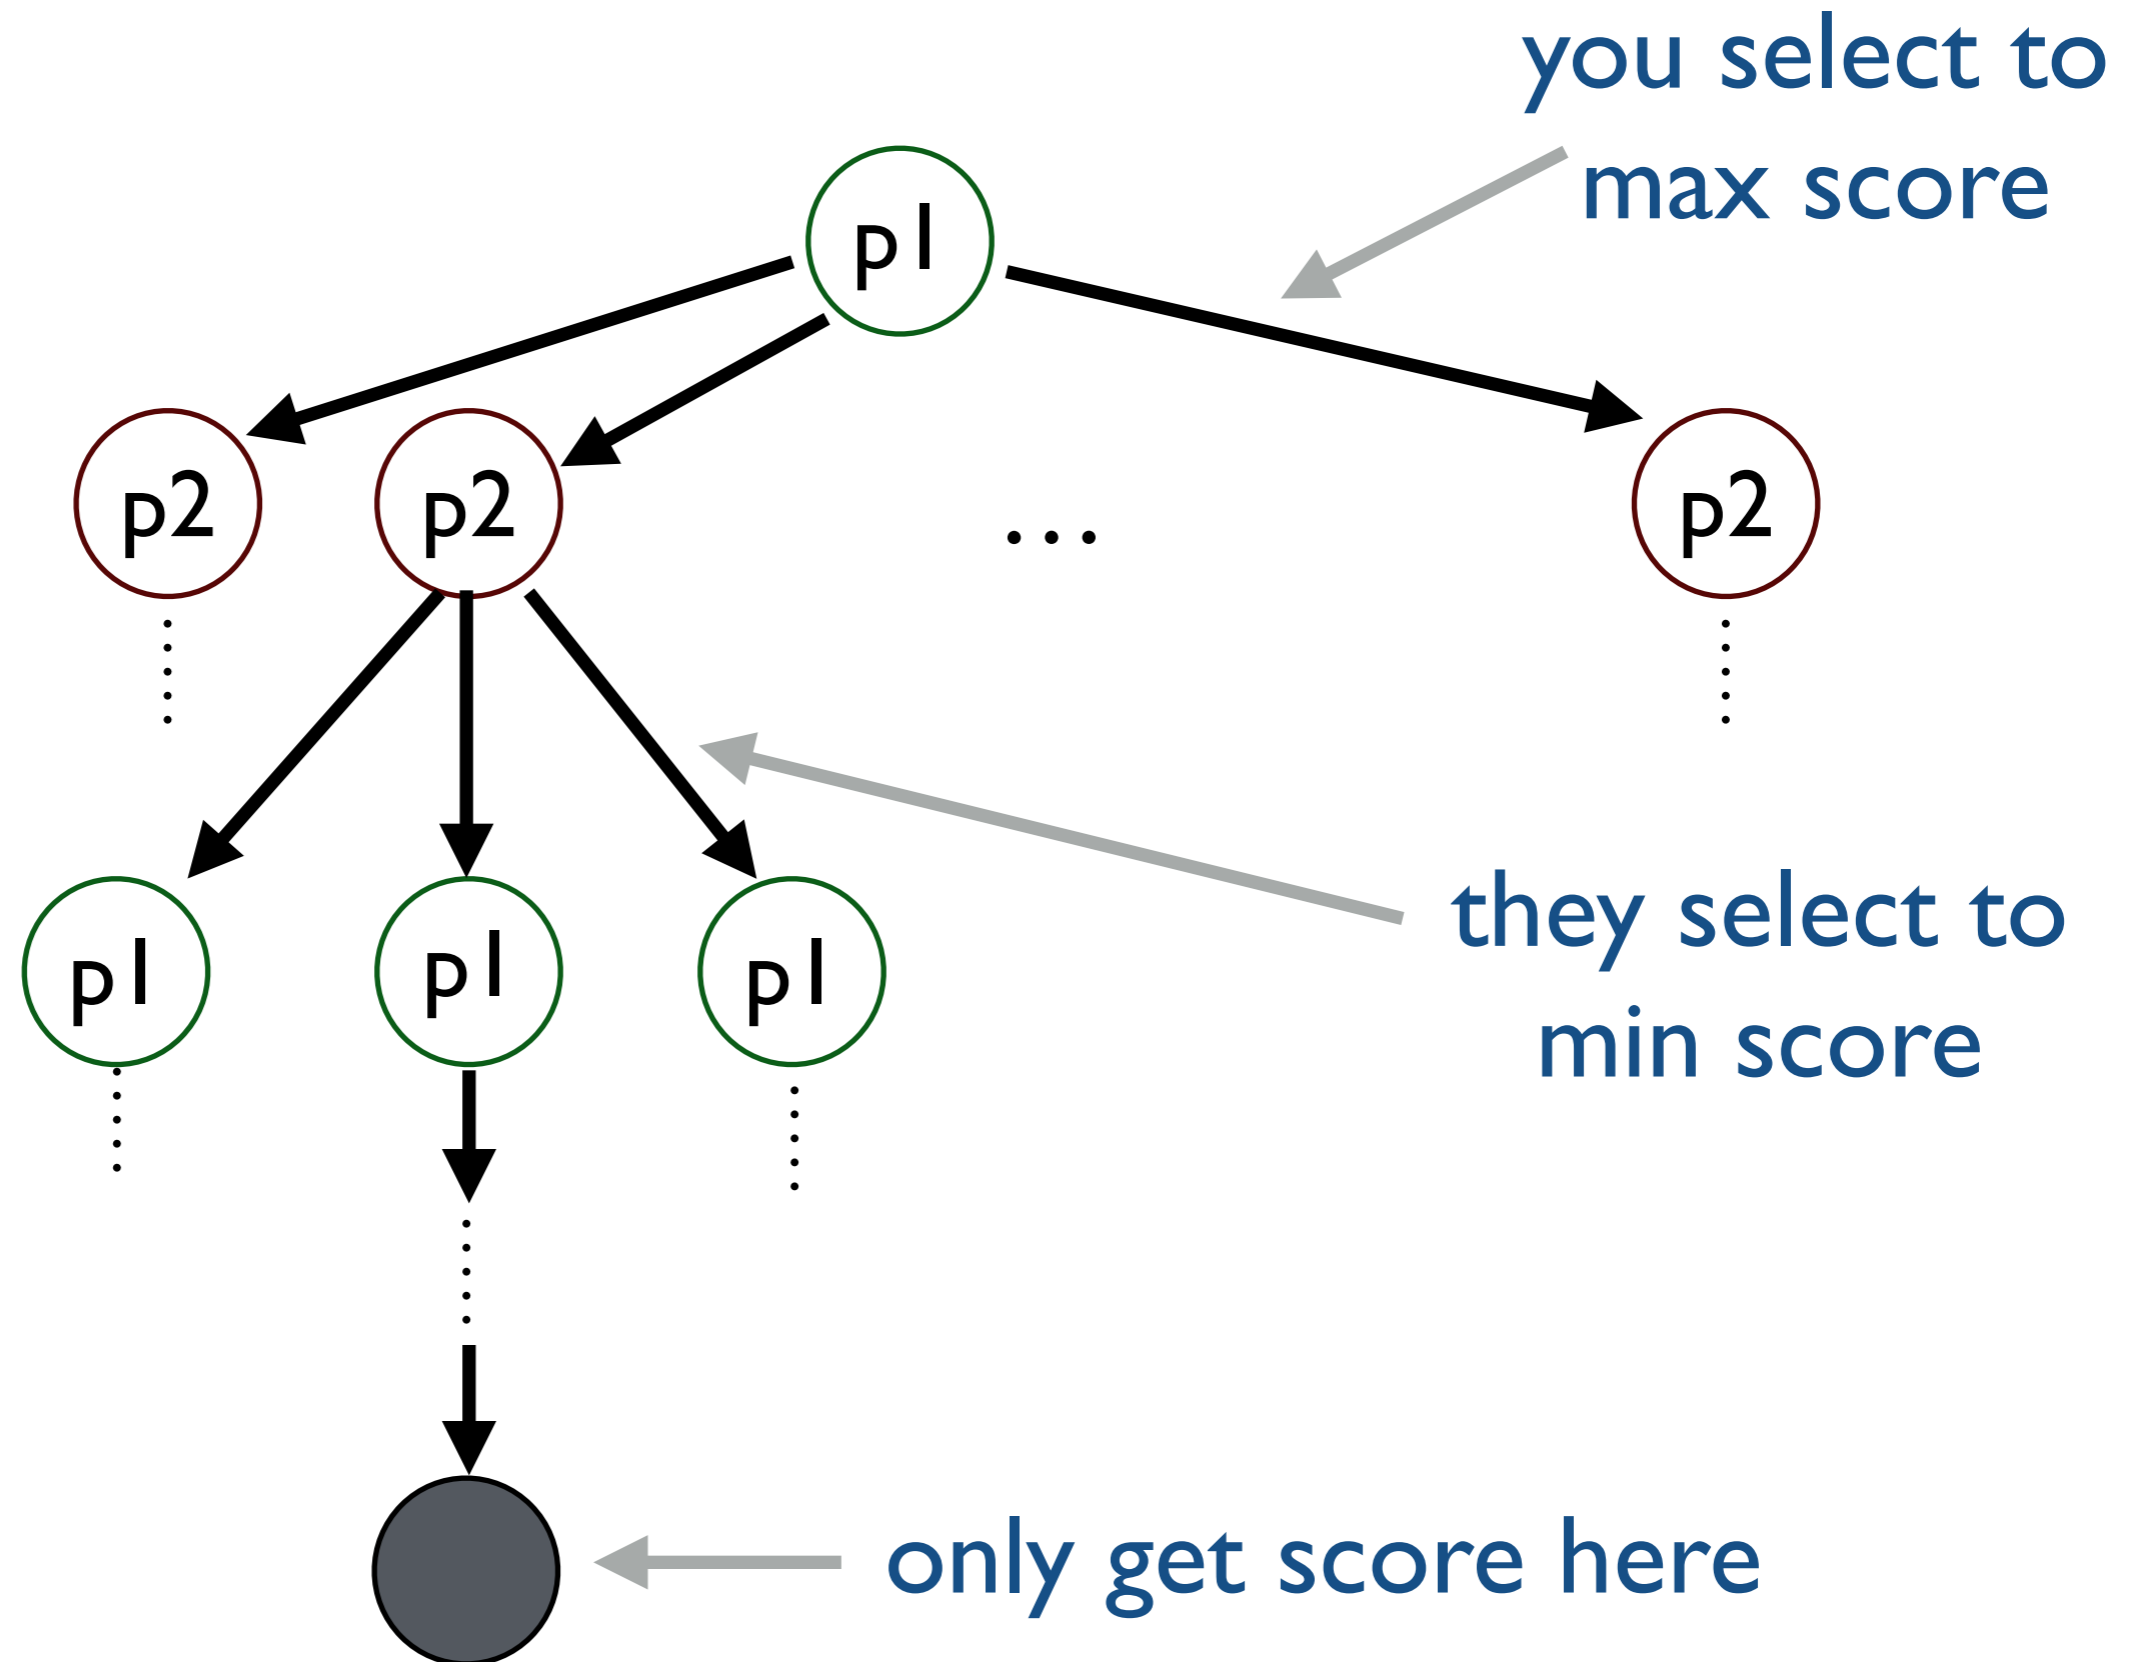 you select to
max score
p1
p2
p2
...
p2
p1
p1
p1
they select to
min score
only get score here